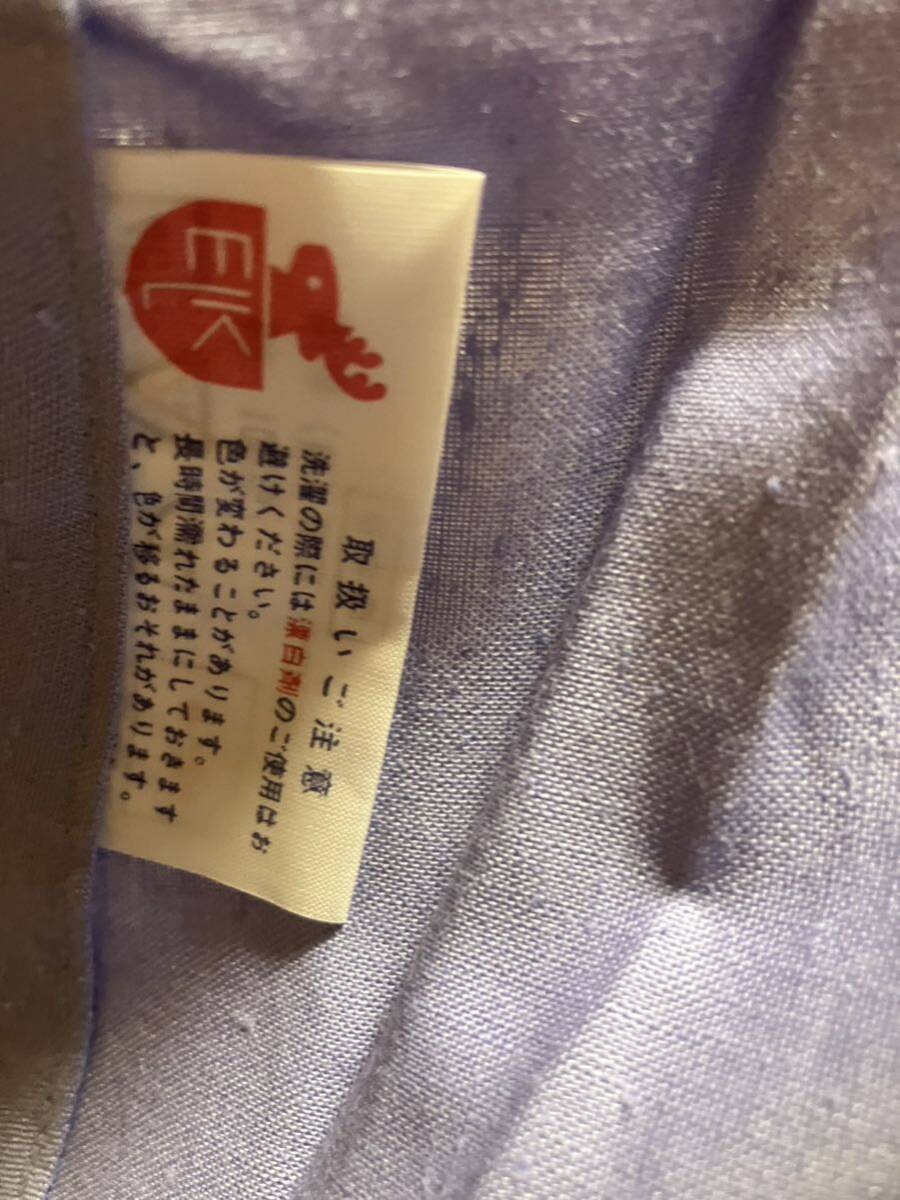 ELK
取扱いご注意
洗濯の際には漂白剤のご使用はお
避けください。
色が変わることがあります。
最時間濡れたままにしておきます
と、色が移るおそれがあります。